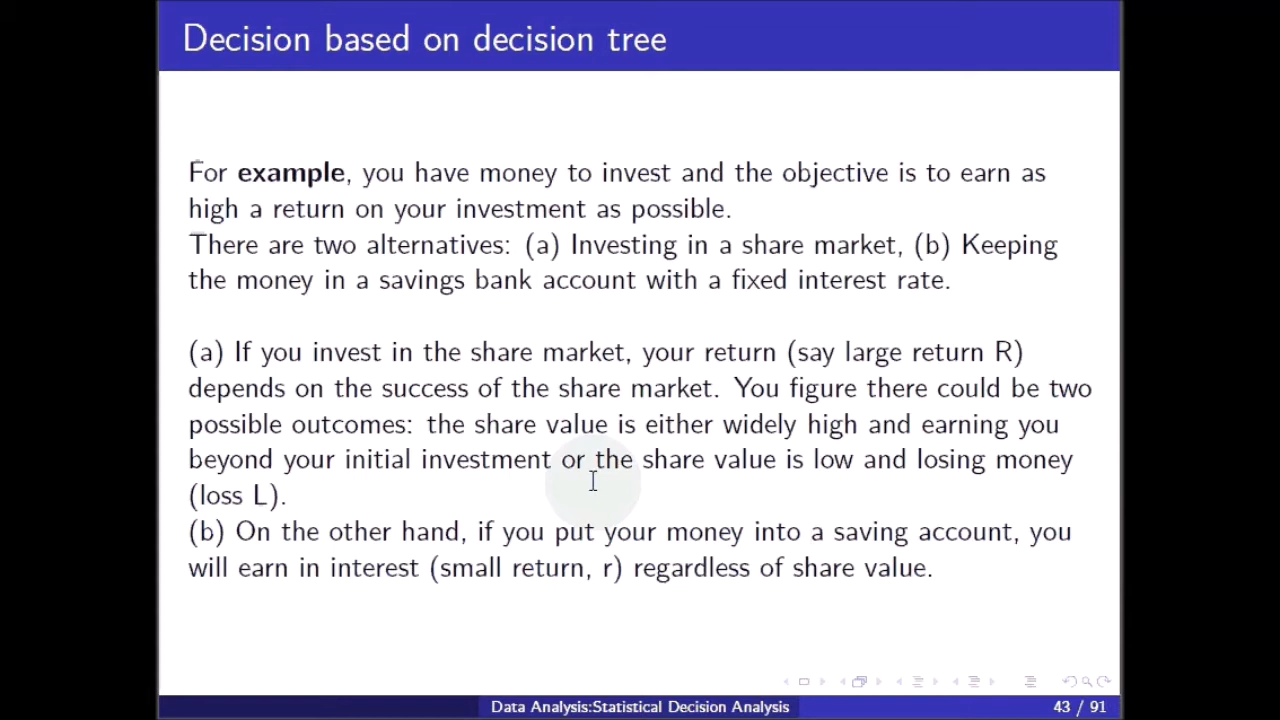 Decision based on decision tree
For example, you have money to invest and the objective is to earn as
high a return on your investment as possible.
There are two alternatives: (a) Investing in a share market, (b) Keeping
the money in a savings bank account with a fixed interest rate.
(a) If you invest in the share market, your return (say large return R)
depends on the success of the share market. You figure there could be two
possible outcomes: the share value is either widely high and earning you
beyond your initial investment or the share value is low and losing money
(loss L).
(b) On the other hand, if you put your money into a saving account, you
will earn in interest (small return, r) regardless of share value.
Data Analysis:Statistical Decision Analysis
43 / 91